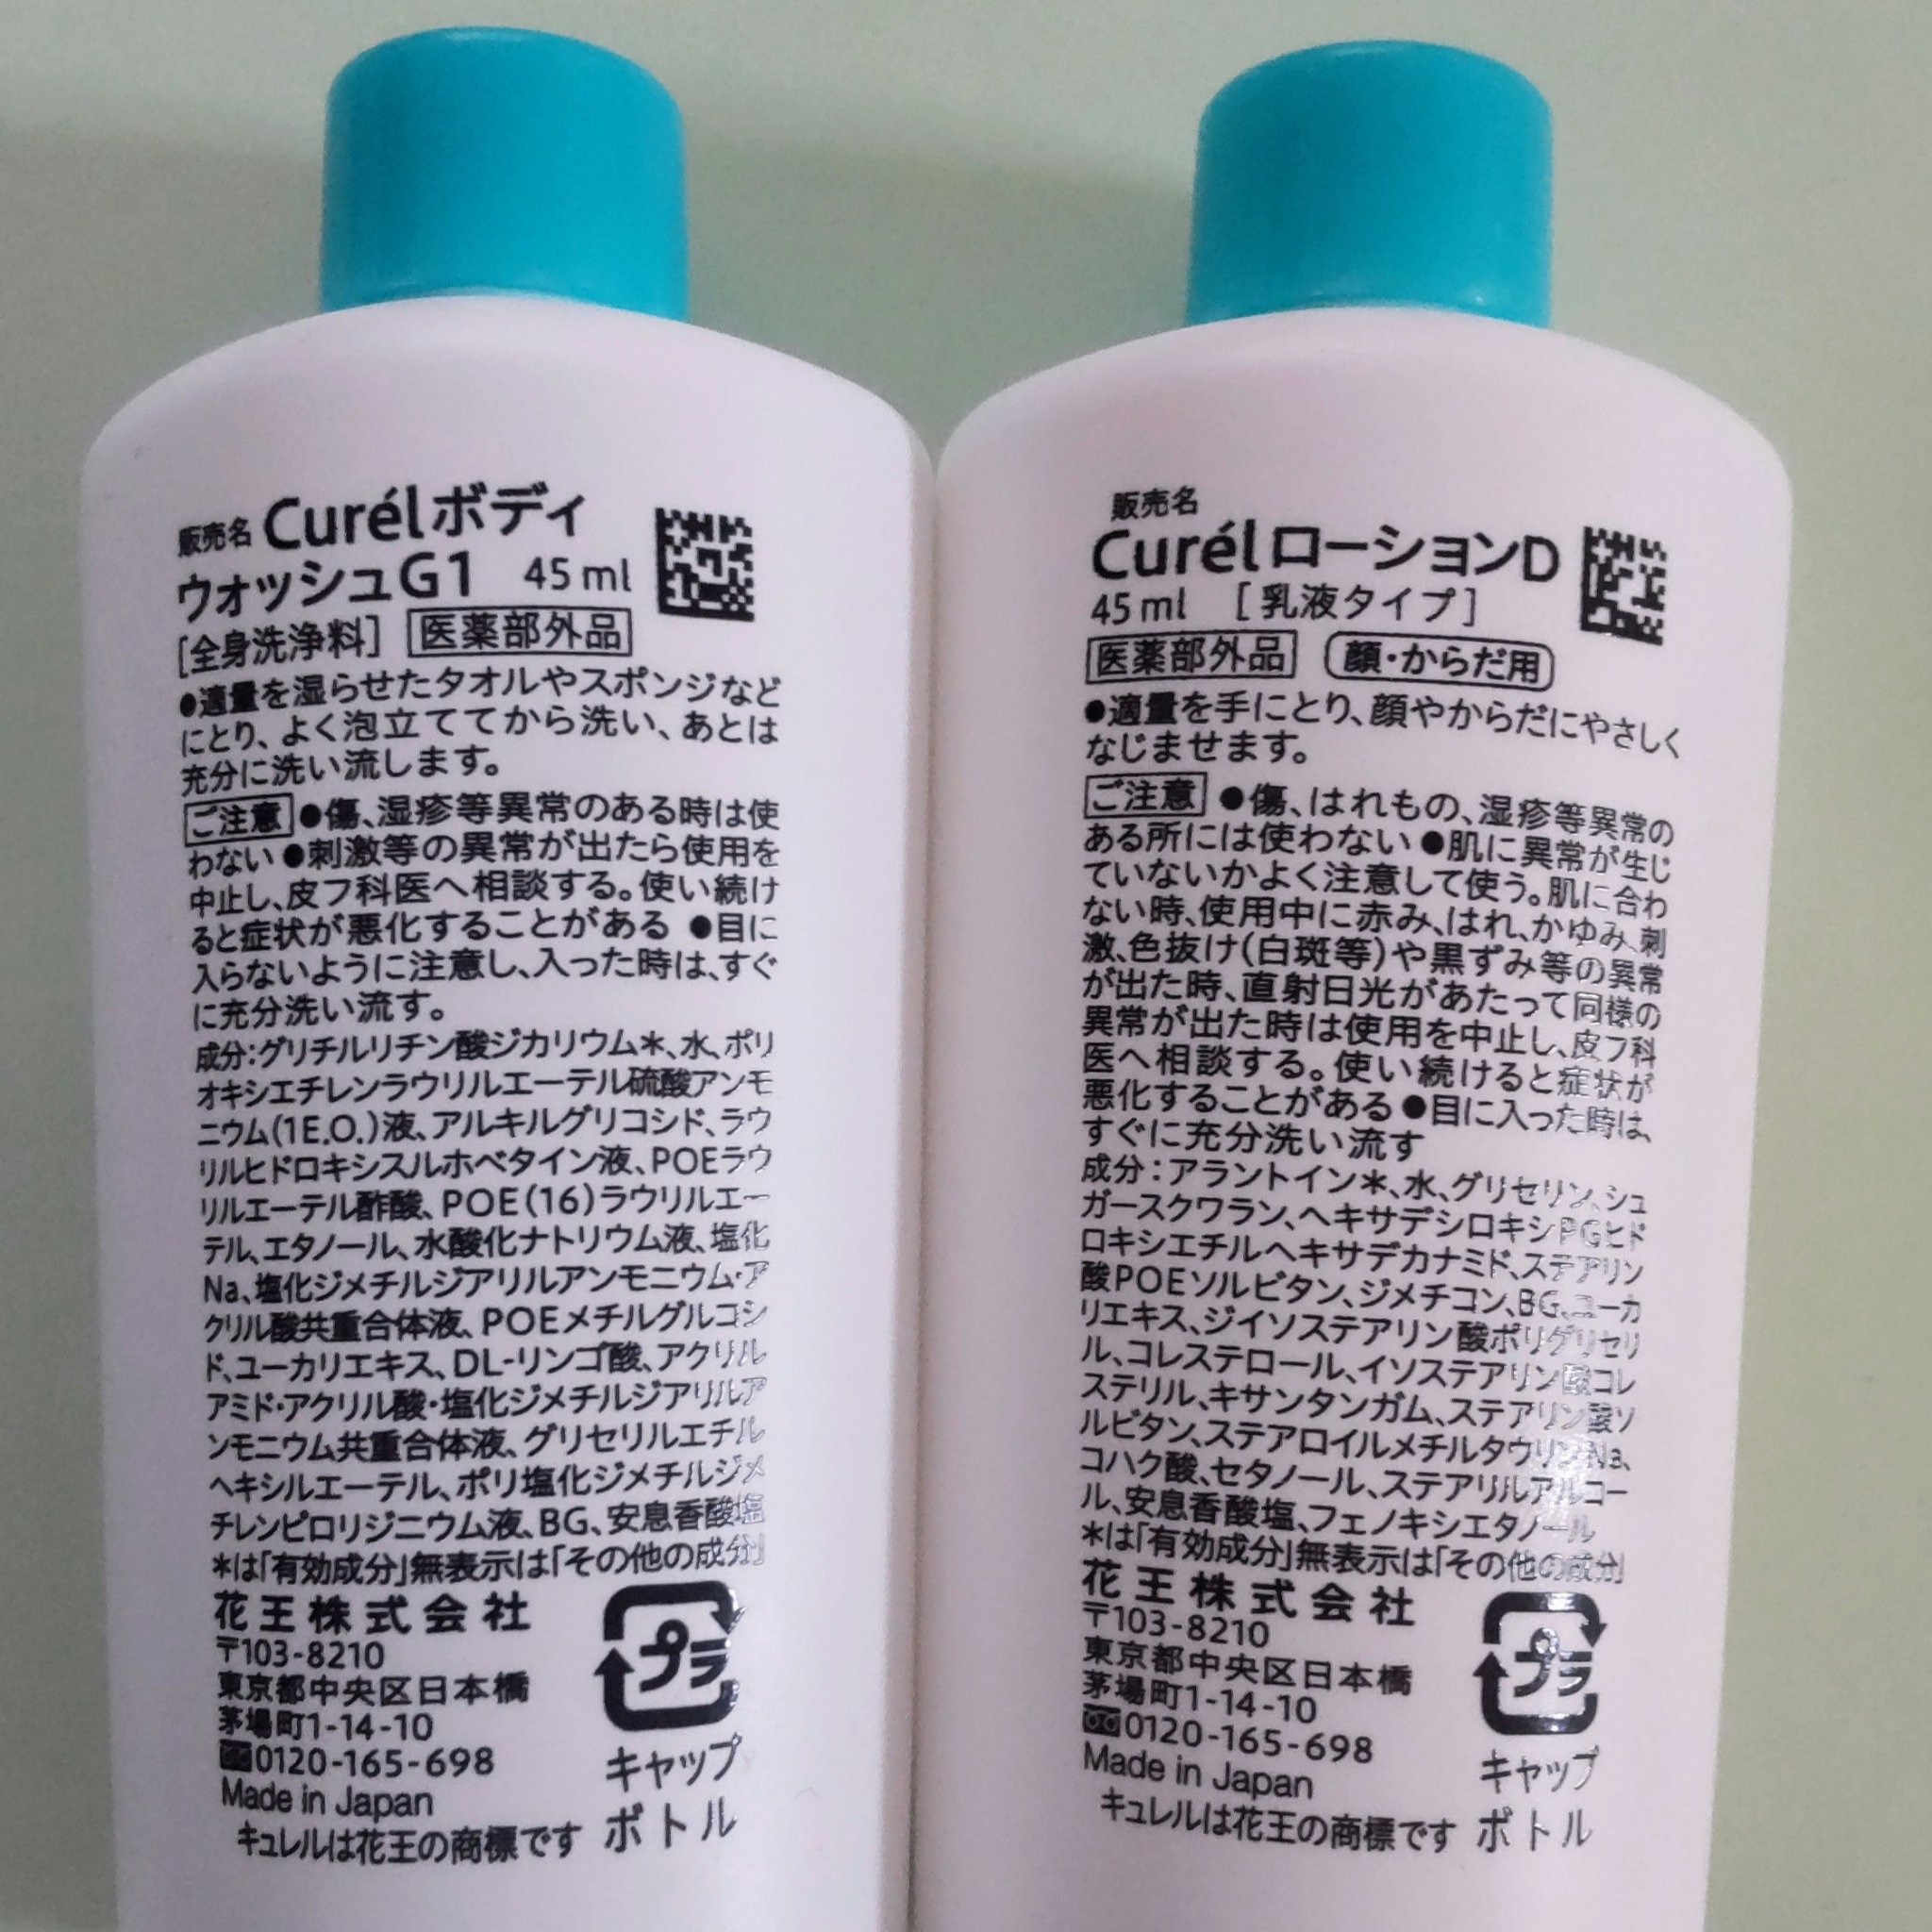 販売名 Curélボディ
ウォッシュG1 45ml
[全身洗浄料] 医薬部外品
●適量を湿らせたタオルやスポンジなど
にとり、よく泡立ててから洗い、あとは
充分に洗い流します。
ご注意 ●傷、湿疹等異常のある時は使
わない ●刺激等の異常が出たら使用を
中止し、皮フ科医へ相談する。使い続け
ると症状が悪化することがある ●目に
入らないように注意し、入った時は、すぐ
に充分洗い流す。
成分:グリチルリチン酸ジカリウム*、水、ポリ
オキシエチレンラウリルエーテル硫酸アンモ
ニウム(1E.O.)液、アルキルグリコシド、ラウ
リルヒドロキシスルホベタイン液、POEラウ
リルエーテル酢酸、POE(16)ラウリルエー
テル、エタノール、水酸化ナトリウム液、塩化
Na、塩化ジメチルジアリルアンモニウム・ア
クリル酸共重合体液、POEメチルグルコシ
ド、ユーカリエキス、DL-リンゴ酸、アクリル
アミド・アクリル酸・塩化ジメチルジアリルア
ンモニウム共重合体液、グリセリルエチル
ヘキシルエーテル、ポリ塩化ジメチルジメ
チレンピロリジニウム液、BG、安息香酸塩
*は「有効成分」無表示は「その他の成分」
花王株式会社
〒103-8210
東京都中央区日本橋
茅場町1-14-10
0120-165-698
Made in Japan
キュレルは花王の商標です
プラ
キャップ
ボトル
販売名
CurélローションD
45ml [乳液タイプ]
医薬部外品 顔・からだ用
●適量を手にとり、顔やからだにやさしく
なじませます。
ご注意 ●傷、はれもの、湿疹等異常の
ある所には使わない ●肌に異常が生じ
ていないかよく注意して使う。肌に合わ
ない時、使用中に赤み、はれ、かゆみ、刺
激、色抜け(白斑等)や黒ずみ等の異常
が出た時、直射日光があたって同様の
異常が出た時は使用を中止し、皮フ科
医へ相談する。使い続けると症状が
悪化することがある ●目に入った時は、
すぐに充分洗い流す
成分:アラントイン*、水、グリセリン、シュ
ガースクワラン、ヘキサデシロキシPGヒド
ロキシエチルヘキサデカナミド、ステアリン
酸POEソルビタン、ジメチコン、BG、ユーカ
リエキス、ジイソステアリン酸ポリグリセリ
ル、コレステロール、イソステアリン酸コレ
ステリル、キサンタンガム、ステアリン酸ソ
ルビタン、ステアロイルメチルタウリンNa、
コハク酸、セタノール、ステアリルアルコー
ル、安息香酸塩、フェノキシエタノール
*は「有効成分」無表示は「その他の成分」
花王株式会社
〒103-8210
東京都中央区日本橋
茅場町1-14-10
0120-165-698
Made in Japan
キュレルは花王の商標です
プラ
キャップ
ボトル